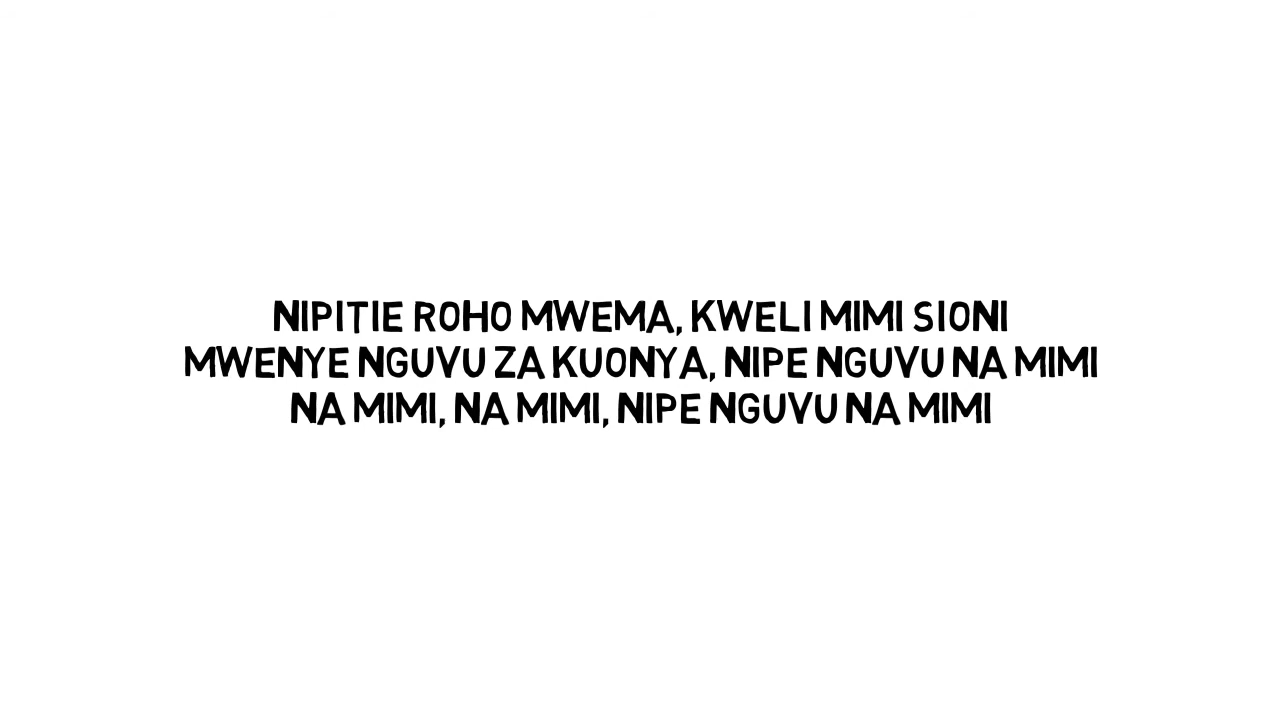 NIPITIE ROHO MWEMA, KWELI MIMI SIONI
MWENYE NGUVU ZA KUONYA, NIPE NGUVU NA MIMI
NA MIMI, NA MIMI, NIPE NGUVU NA MIMI